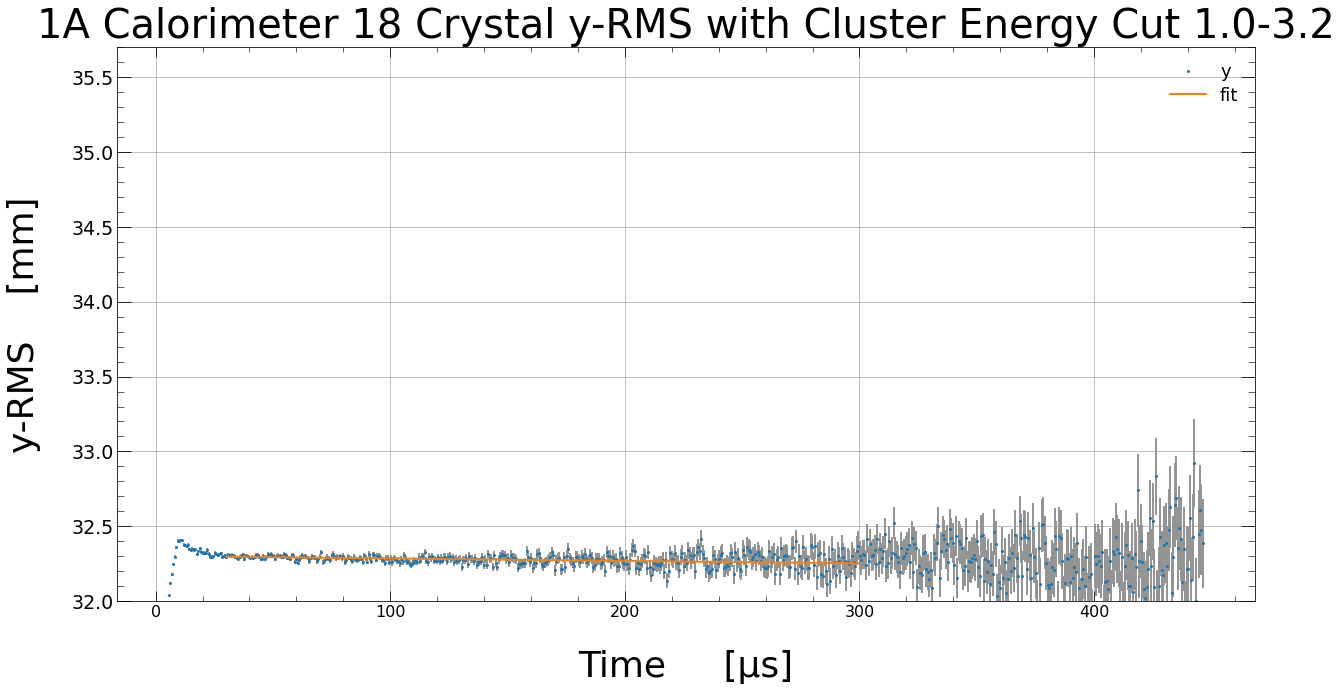 1A Calorimeter 18 Crystal y-RMS with Cluster Energy Cut 1.0-3.2
y
fit
35.5
35.0
34.5
34.0
33.5
33.0
32.5
32.0
y-RMS [mm]
0 100 200 300 400
Time [μs]